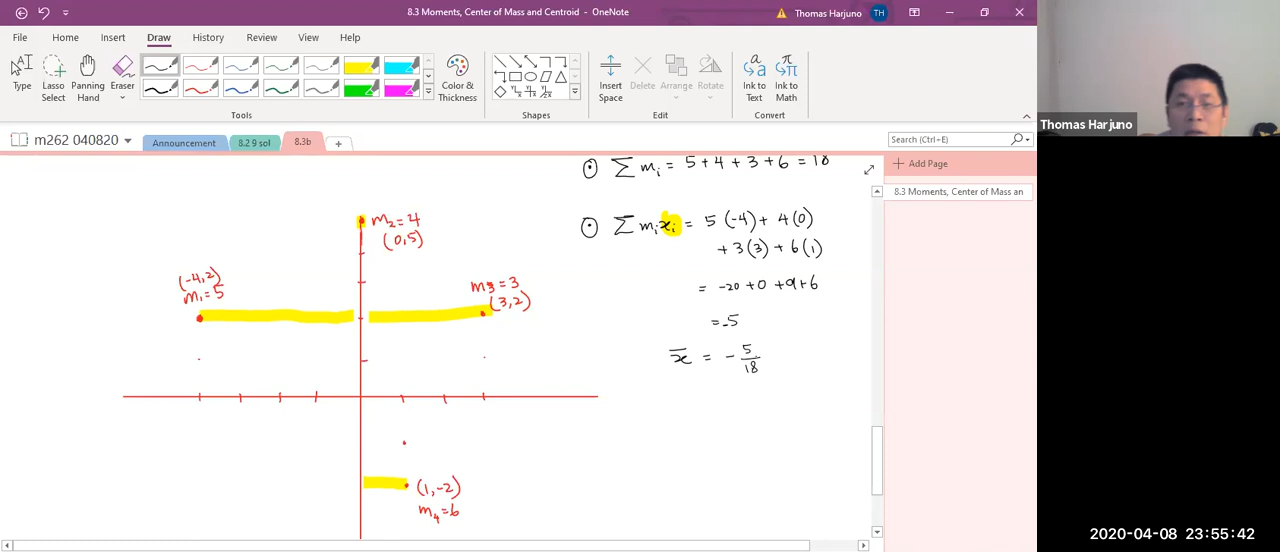 8.3 Moments, Center of Mass and Centroid - OneNote
Thomas Harjuno TH
File Home Insert Draw History Review View Help
Type Lasso Select Panning Hand Eraser
Color & Thickness
Insert Space Delete Arrange Rotate
Ink to Text Ink to Math
Tools Shapes Edit Convert
m262 040820 Announcement 8.2 9 sol 8.3b
Search (Ctrl+E)
Add Page
8.3 Moments, Center of Mass an
Thomas Harjuno
∑ mᵢ = 5 + 4 + 3 + 6 = 18
m₂ = 4
(0,5)
∑ mᵢxᵢ = 5 (-4) + 4 (0)
+ 3 (3) + 6 (1)
(-4,2)
m₁ = 5
m₃ = 3
(3,2)
= -20 + 0 + 9 + 6
= -5
x̄ = - 5/18
(1,-2)
m₄ = 6
2020-04-08 23:55:42